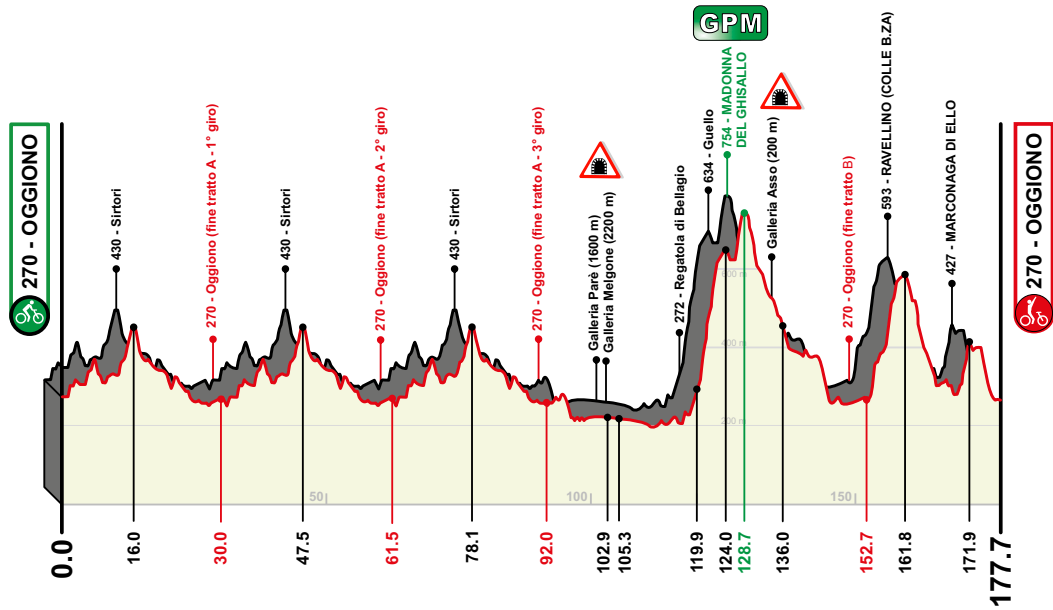 GPM
270 - OGGIONO
430 - Sirtori
270 - Oggiono (fine tratto A - 1° giro)
430 - Sirtori
270 - Oggiono (fine tratto A - 2° giro)
430 - Sirtori
270 - Oggiono (fine tratto A - 3° giro)
Galleria Parè (1600 m)
Galleria Melgone (2200 m)
272 - Regatola di Bellagio
634 - Guello
754 - MADONNA
DEL GHISALLO
Galleria Asso (200 m)
270 - Oggiono (fine tratto B)
593 - RAVELLINO (COLLE B.ZA)
427 - MARCONAGA DI ELLO
270 - OGGIONO
600 m
400 m
200 m
50
100
150
0.0
16.0
30.0
47.5
61.5
78.1
92.0
102.9
105.3
119.9
124.0
128.7
136.0
152.7
161.8
171.9
177.7